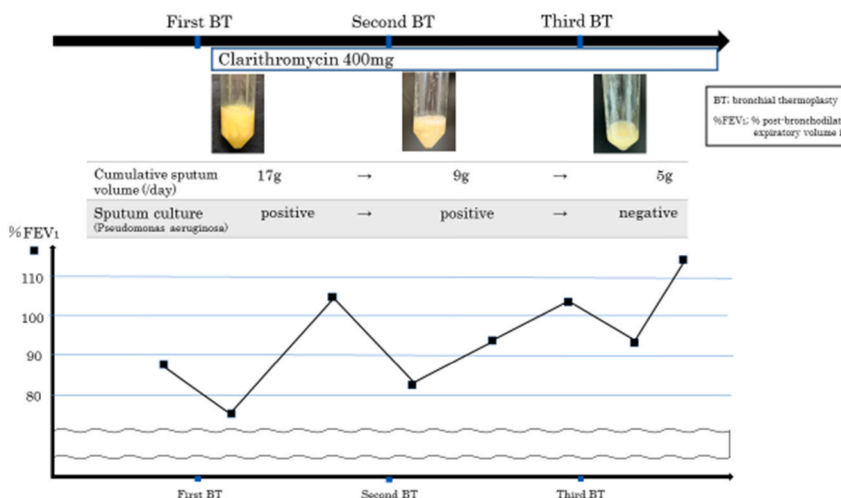 First BT Second BT Third BT
Clarithromycin 400mg
BT; bronchial thermoplasty
%FEV1; % post-bronchodilat
expiratory volume i
Cumulative sputum volume (/day) 17g → 9g → 5g
Sputum culture (Pseudomonas aeruginosa) positive → positive → negative
%FEV1
110
100
90
80
First BT Second BT Third BT